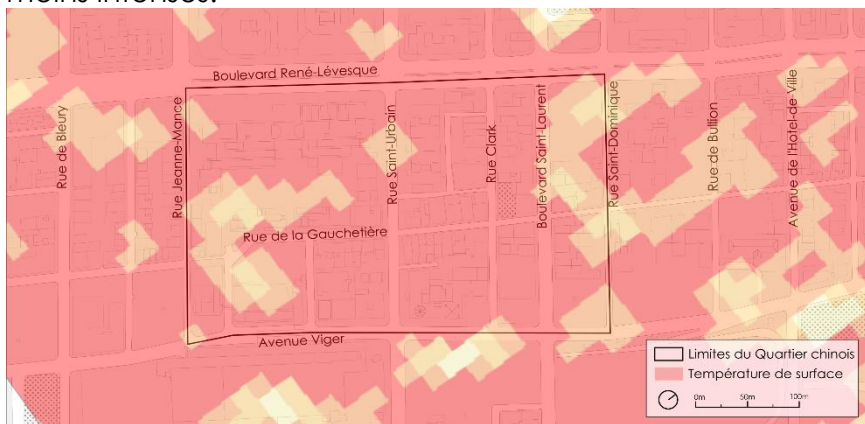 Boulevard René-Lévesque
Rue de Bleury
Rue Jeanne-Mance
Rue Saint-Urbain
Rue Clark
Boulevard Saint-Laurent
Rue Saint-Dominique
Rue de Bullion
Avenue de l'Hôtel-de Ville
Rue de la Gauchetière
Avenue Viger
Limites du Quartier chinois
Température de surface
0m 50m 100m